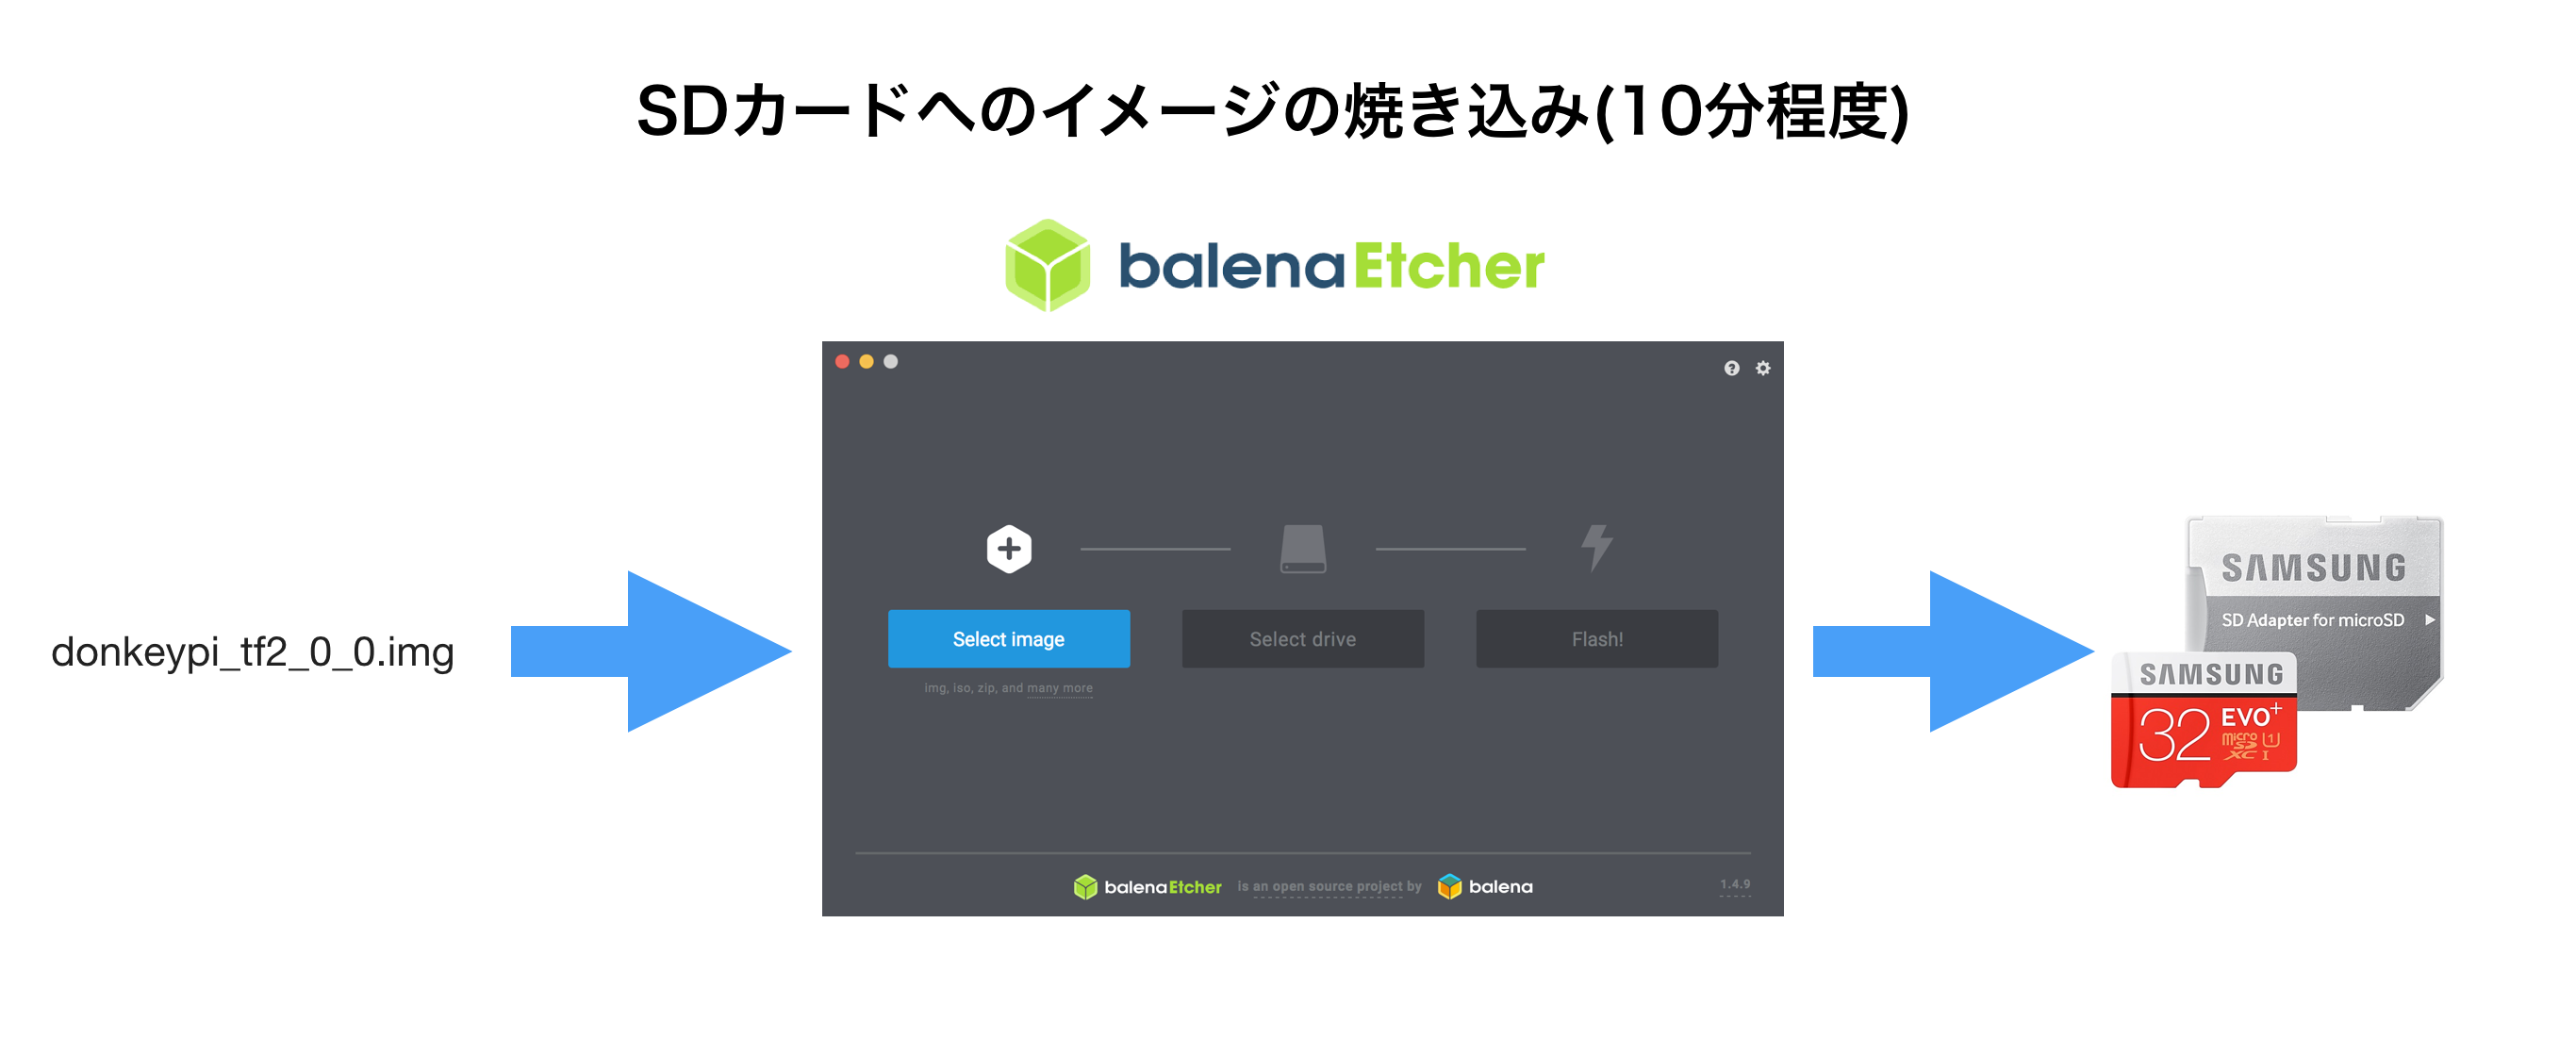 SDカードへのイメージの焼き込み(10分程度)
balenaEtcher
donkeypi_tf2_0_0.img
Select image
Select drive
Flash!
img, iso, zip, and many more
balenaEtcher is an open source project by balena
1.4.9
SAMSUNG
SD Adapter for microSD
SAMSUNG
32 EVO+
micro SD XC I U1